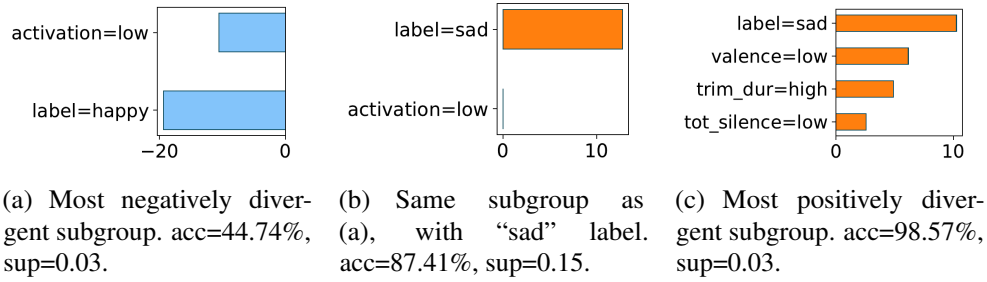 activation=low
label=happy
−20
0
label=sad
activation=low
0
10
label=sad
valence=low
trim_dur=high
tot_silence=low
0
10
(a) Most negatively diver-
gent subgroup. acc=44.74%,
sup=0.03.
(b) Same subgroup as
(a), with “sad” label.
acc=87.41%, sup=0.15.
(c) Most positively diver-
gent subgroup. acc=98.57%,
sup=0.03.